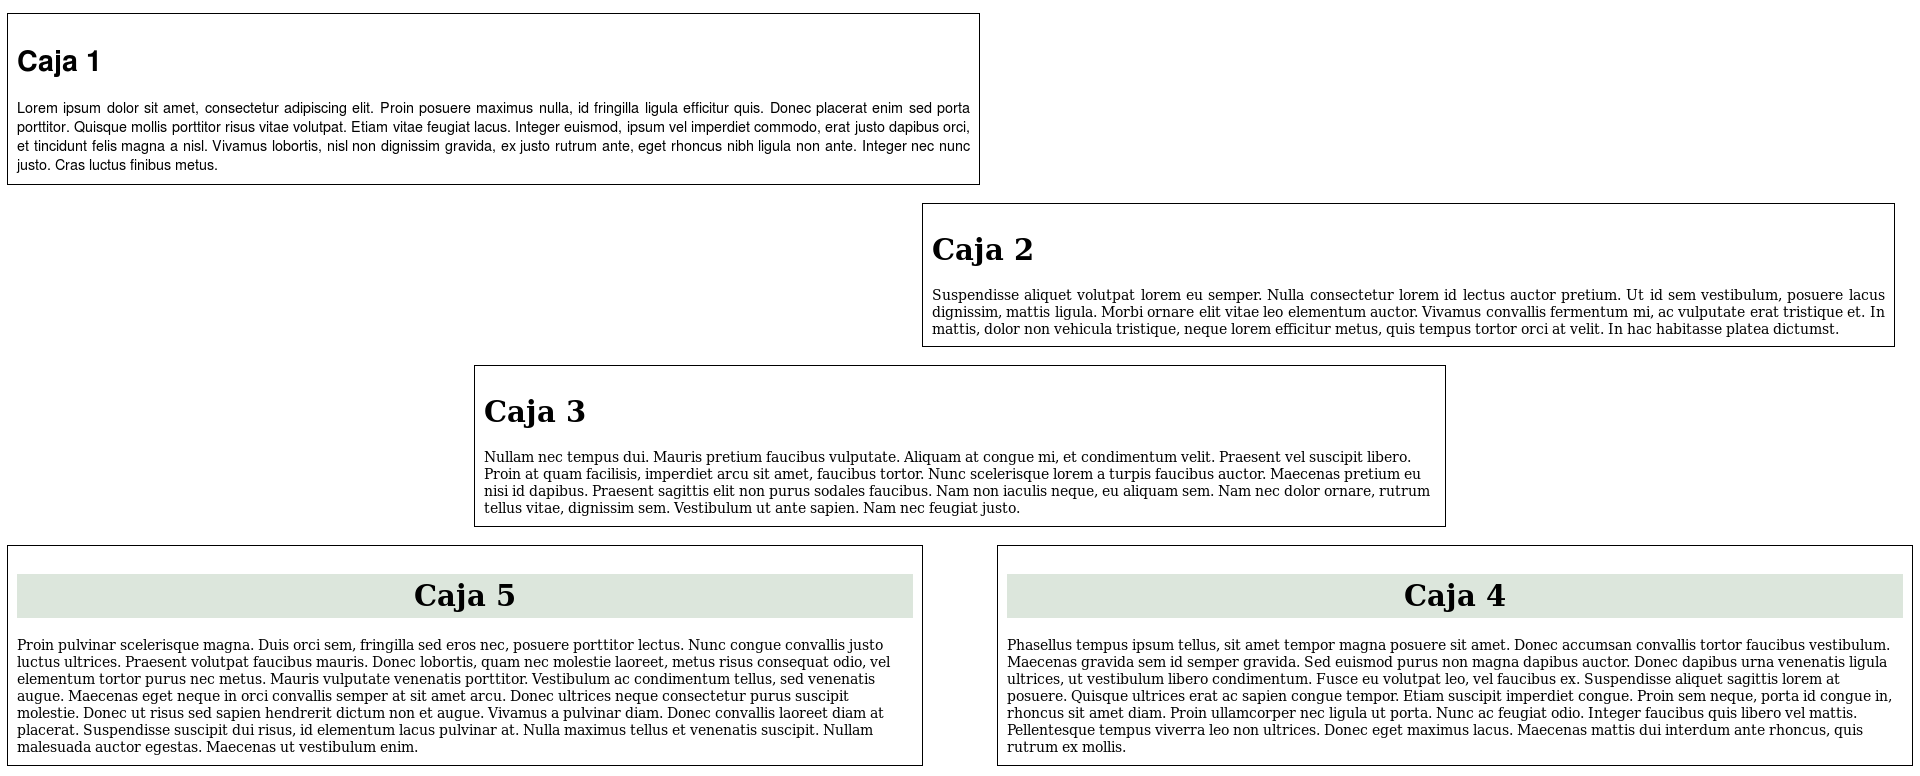 Caja 1
Lorem ipsum dolor sit amet, consectetur adipiscing elit. Proin posuere maximus nulla, id fringilla ligula efficitur quis. Donec placerat enim sed porta
porttitor. Quisque mollis porttitor risus vitae volutpat. Etiam vitae feugiat lacus. Integer euismod, ipsum vel imperdiet commodo, erat justo dapibus orci,
et tincidunt felis magna a nisl. Vivamus lobortis, nisl non dignissim gravida, ex justo rutrum ante, eget rhoncus nibh ligula non ante. Integer nec nunc
justo. Cras luctus finibus metus.
Caja 2
Suspendisse aliquet volutpat lorem eu semper. Nulla consectetur lorem id lectus auctor pretium. Ut id sem vestibulum, posuere lacus
dignissim, mattis ligula. Morbi ornare elit vitae leo elementum auctor. Vivamus convallis fermentum mi, ac vulputate erat tristique et. In
mattis, dolor non vehicula tristique, neque lorem efficitur metus, quis tempus tortor orci at velit. In hac habitasse platea dictumst.
Caja 3
Nullam nec tempus dui. Mauris pretium faucibus vulputate. Aliquam at congue mi, et condimentum velit. Praesent vel suscipit libero.
Proin at quam facilisis, imperdiet arcu sit amet, faucibus tortor. Nunc scelerisque lorem a turpis faucibus auctor. Maecenas pretium eu
nisi id dapibus. Praesent sagittis elit non purus sodales faucibus. Nam non iaculis neque, eu aliquam sem. Nam nec dolor ornare, rutrum
tellus vitae, dignissim sem. Vestibulum ut ante sapien. Nam nec feugiat justo.
Caja 5
Proin pulvinar scelerisque magna. Duis orci sem, fringilla sed eros nec, posuere porttitor lectus. Nunc congue convallis justo
luctus ultrices. Praesent volutpat faucibus mauris. Donec lobortis, quam nec molestie laoreet, metus risus consequat odio, vel
elementum tortor purus nec metus. Mauris vulputate venenatis porttitor. Vestibulum ac condimentum tellus, sed venenatis
augue. Maecenas eget neque in orci convallis semper at sit amet arcu. Donec ultrices neque consectetur purus suscipit
molestie. Donec ut risus sed sapien hendrerit dictum non et augue. Vivamus a pulvinar diam. Donec convallis laoreet diam at
placerat. Suspendisse suscipit dui risus, id elementum lacus pulvinar at. Nulla maximus tellus et venenatis suscipit. Nullam
malesuada auctor egestas. Maecenas ut vestibulum enim.
Caja 4
Phasellus tempus ipsum tellus, sit amet tempor magna posuere sit amet. Donec accumsan convallis tortor faucibus vestibulum.
Maecenas gravida sem id semper gravida. Sed euismod purus non magna dapibus auctor. Donec dapibus urna venenatis ligula
ultrices, ut vestibulum libero condimentum. Fusce eu volutpat leo, vel faucibus ex. Suspendisse aliquet sagittis lorem at
posuere. Quisque ultrices erat ac sapien congue tempor. Etiam suscipit imperdiet congue. Proin sem neque, porta id congue in,
rhoncus sit amet diam. Proin ullamcorper nec ligula ut porta. Nunc ac feugiat odio. Integer faucibus quis libero vel mattis.
Pellentesque tempus viverra leo non ultrices. Donec eget maximus lacus. Maecenas mattis dui interdum ante rhoncus, quis
rutrum ex mollis.